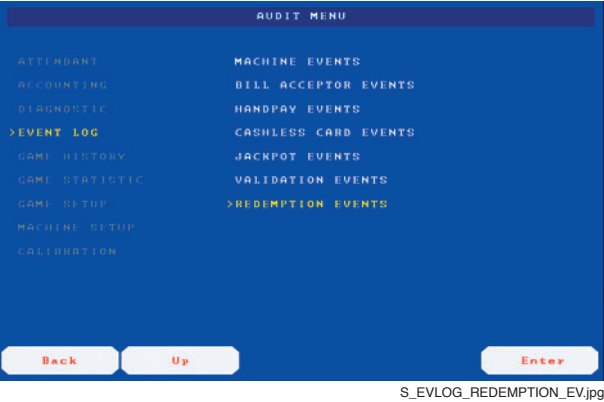 AUDIT MENU
ATTENDANT
ACCOUNTING
DIAGNOSTIC
>EVENT LOG
GAME HISTORY
GAME STATISTIC
GAME SETUP
MACHINE SETUP
CALIBRATION
MACHINE EVENTS
BILL ACCEPTOR EVENTS
HANDPAY EVENTS
CASHLESS CARD EVENTS
JACKPOT EVENTS
VALIDATION EVENTS
>REDEMPTION EVENTS
Back
Up
Enter
S_EVLOG_REDEMPTION_EV.jpg